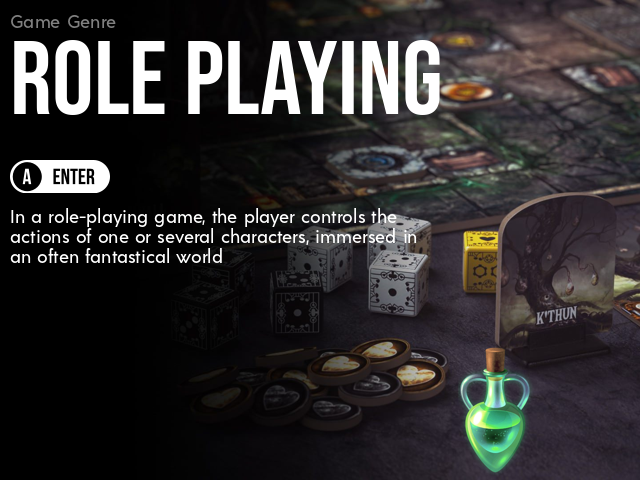 Game Genre
ROLE PLAYING
A ENTER
In a role-playing game, the player controls the
actions of one or several characters, immersed in
an often fantastical world
K'THUN